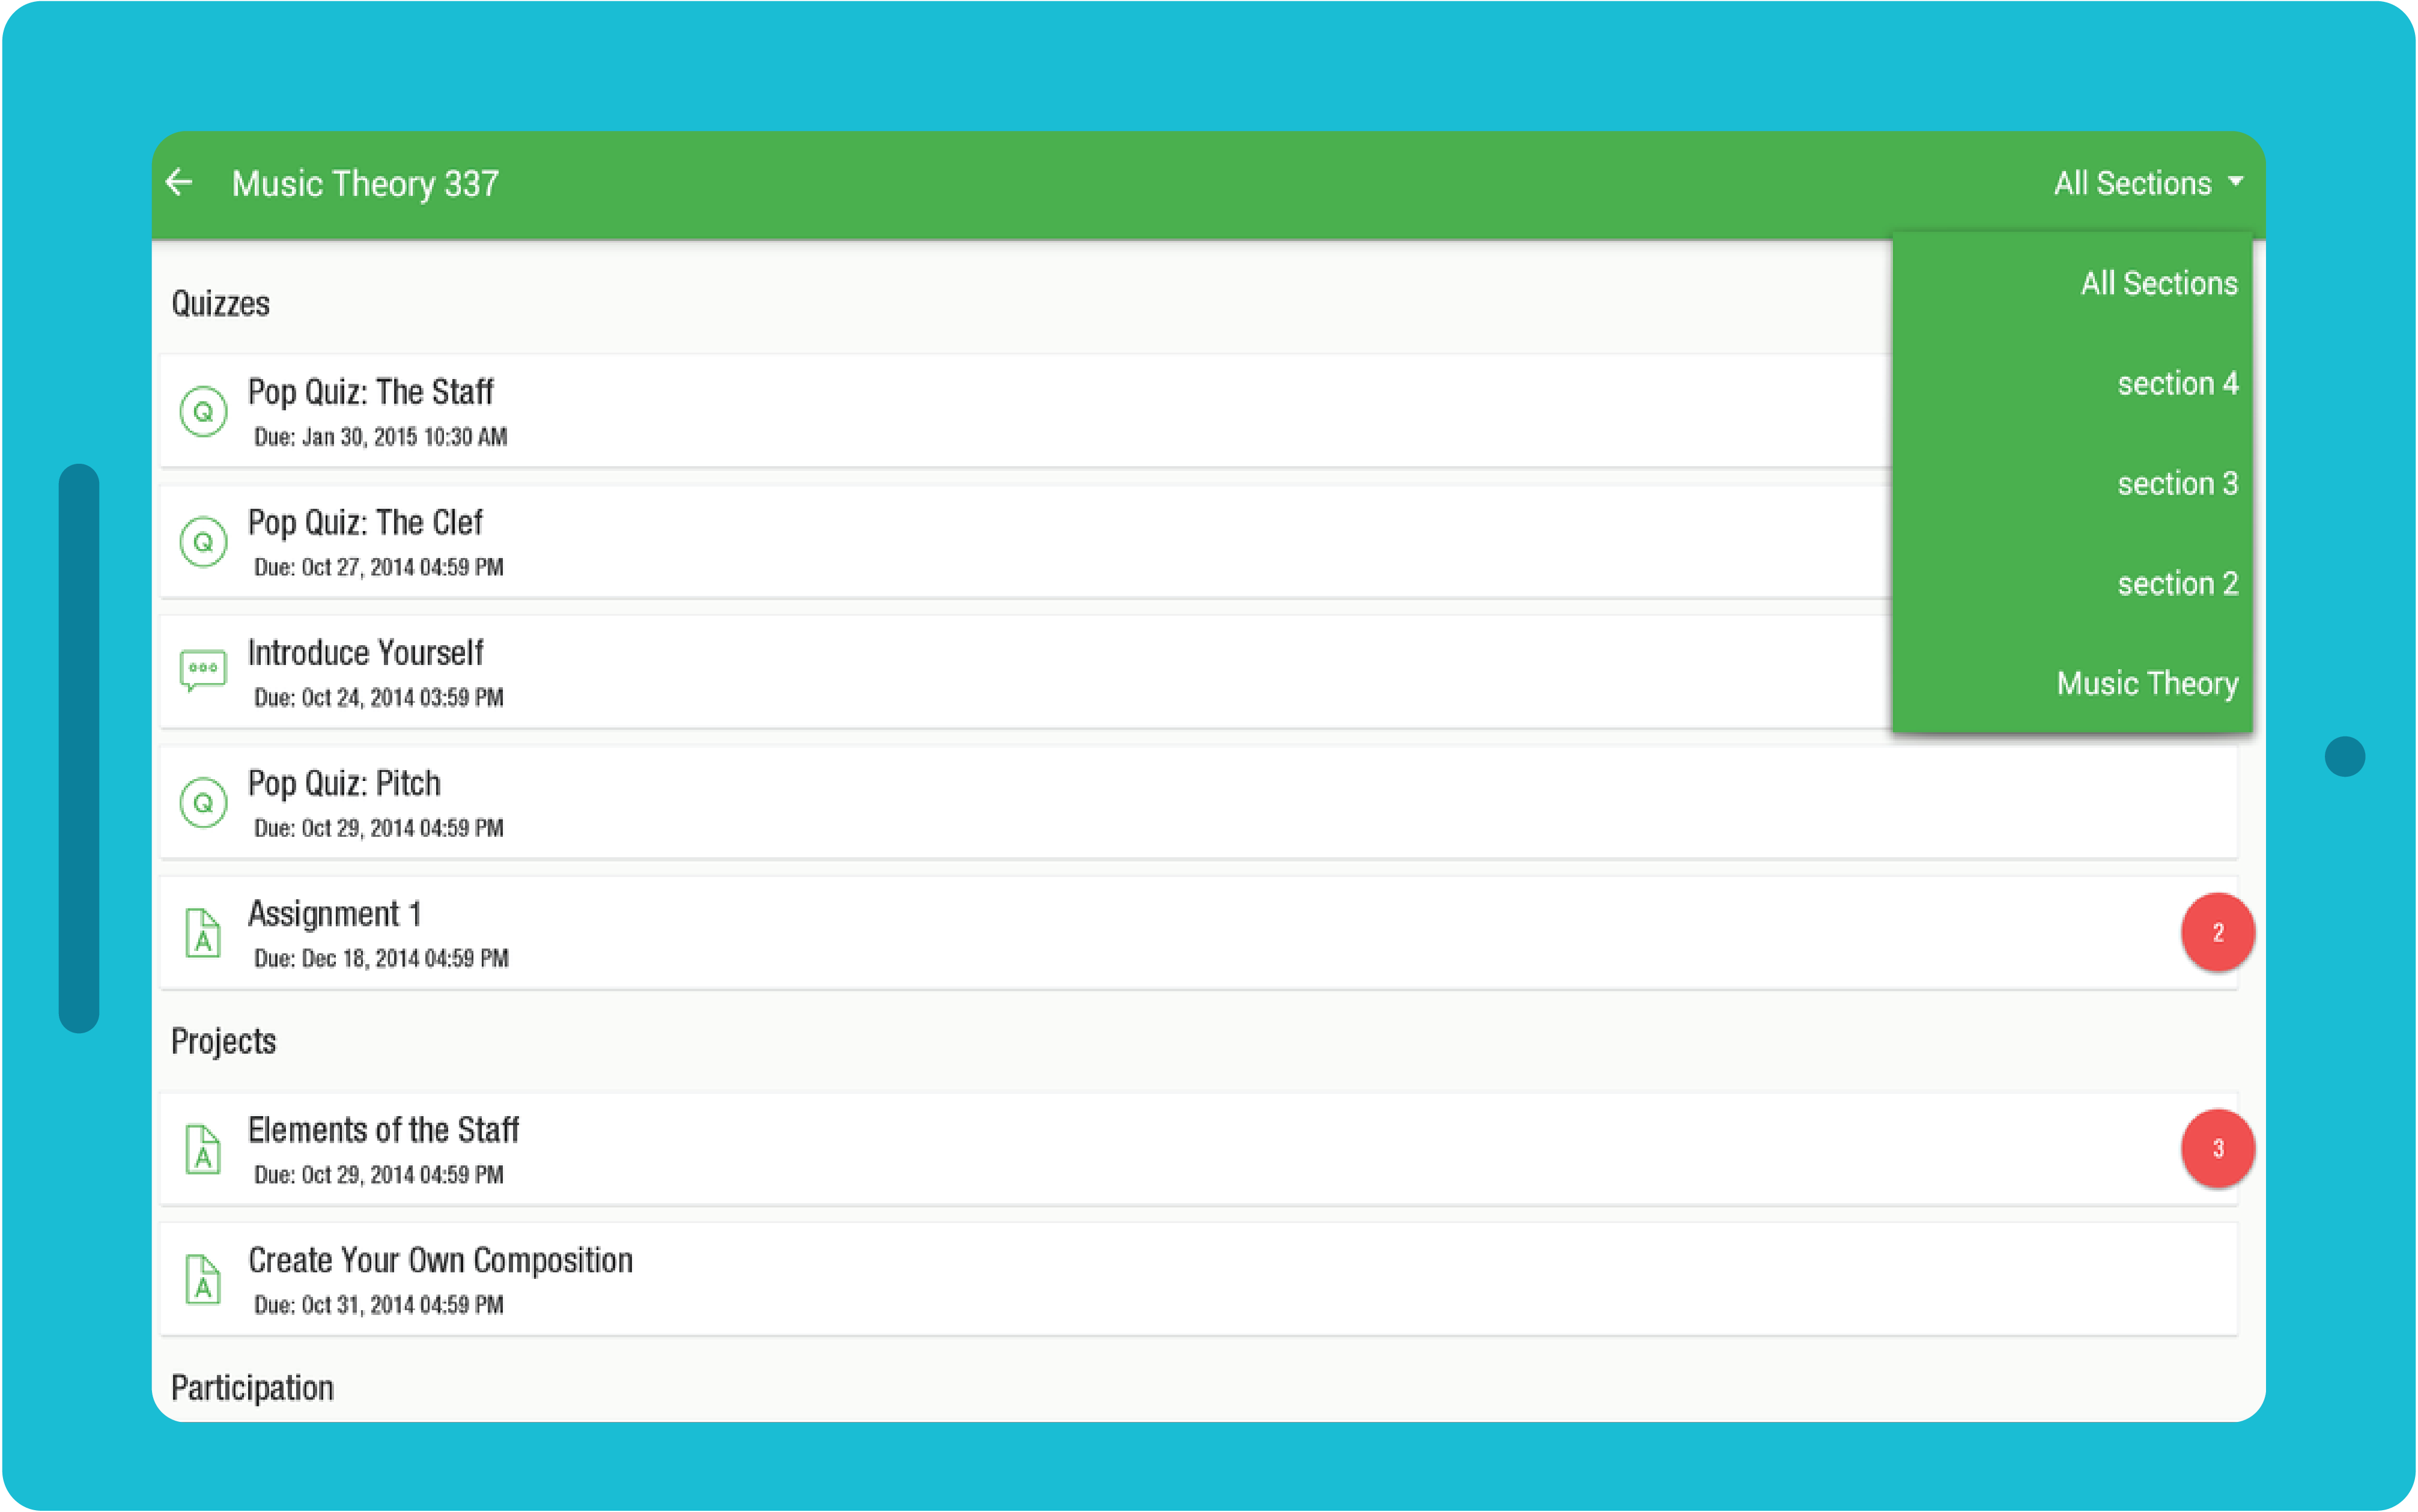 Music Theory 337
All Sections
All Sections
section 4
section 3
section 2
Music Theory
Quizzes
Q
Pop Quiz: The Staff
Due: Jan 30, 2015 10:30 AM
Q
Pop Quiz: The Clef
Due: Oct 27, 2014 04:59 PM
Introduce Yourself
Due: Oct 24, 2014 03:59 PM
Q
Pop Quiz: Pitch
Due: Oct 29, 2014 04:59 PM
A
Assignment 1
Due: Dec 18, 2014 04:59 PM
2
Projects
A
Elements of the Staff
Due: Oct 29, 2014 04:59 PM
3
A
Create Your Own Composition
Due: Oct 31, 2014 04:59 PM
Participation